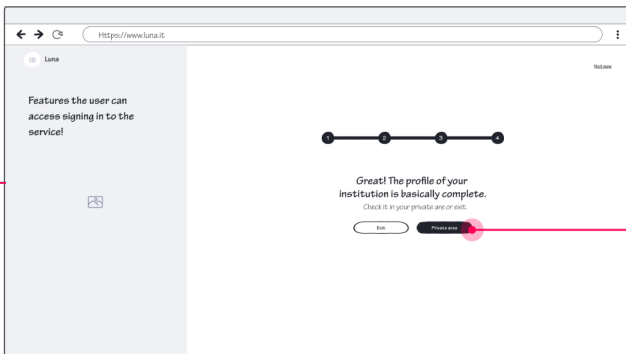 Https://www.luna.it
Luna
Not now
Features the user can
access signing in to the
service!
1 2 3 4
Great! The profile of your
institution is basically complete.
Check it in your private are or exit.
Exit Private area